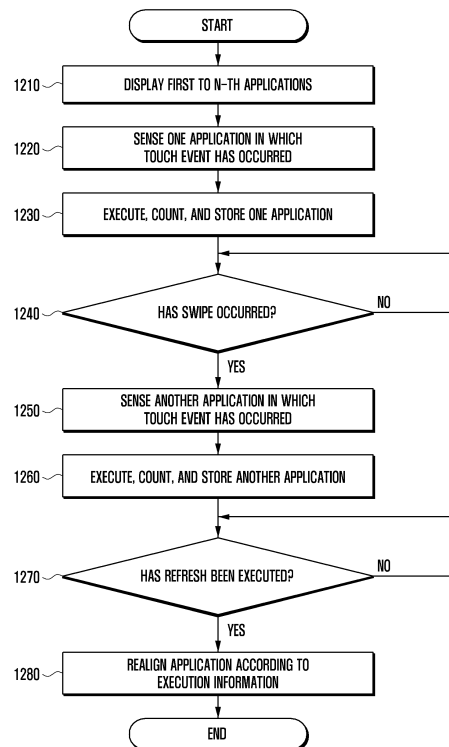 START
1210
DISPLAY FIRST TO N-TH APPLICATIONS
1220
SENSE ONE APPLICATION IN WHICH
TOUCH EVENT HAS OCCURRED
1230
EXECUTE, COUNT, AND STORE ONE APPLICATION
1240
HAS SWIPE OCCURRED?
NO
YES
1250
SENSE ANOTHER APPLICATION IN WHICH
TOUCH EVENT HAS OCCURRED
1260
EXECUTE, COUNT, AND STORE ANOTHER APPLICATION
1270
HAS REFRESH BEEN EXECUTED?
NO
YES
1280
REALIGN APPLICATION ACCORDING TO
EXECUTION INFORMATION
END